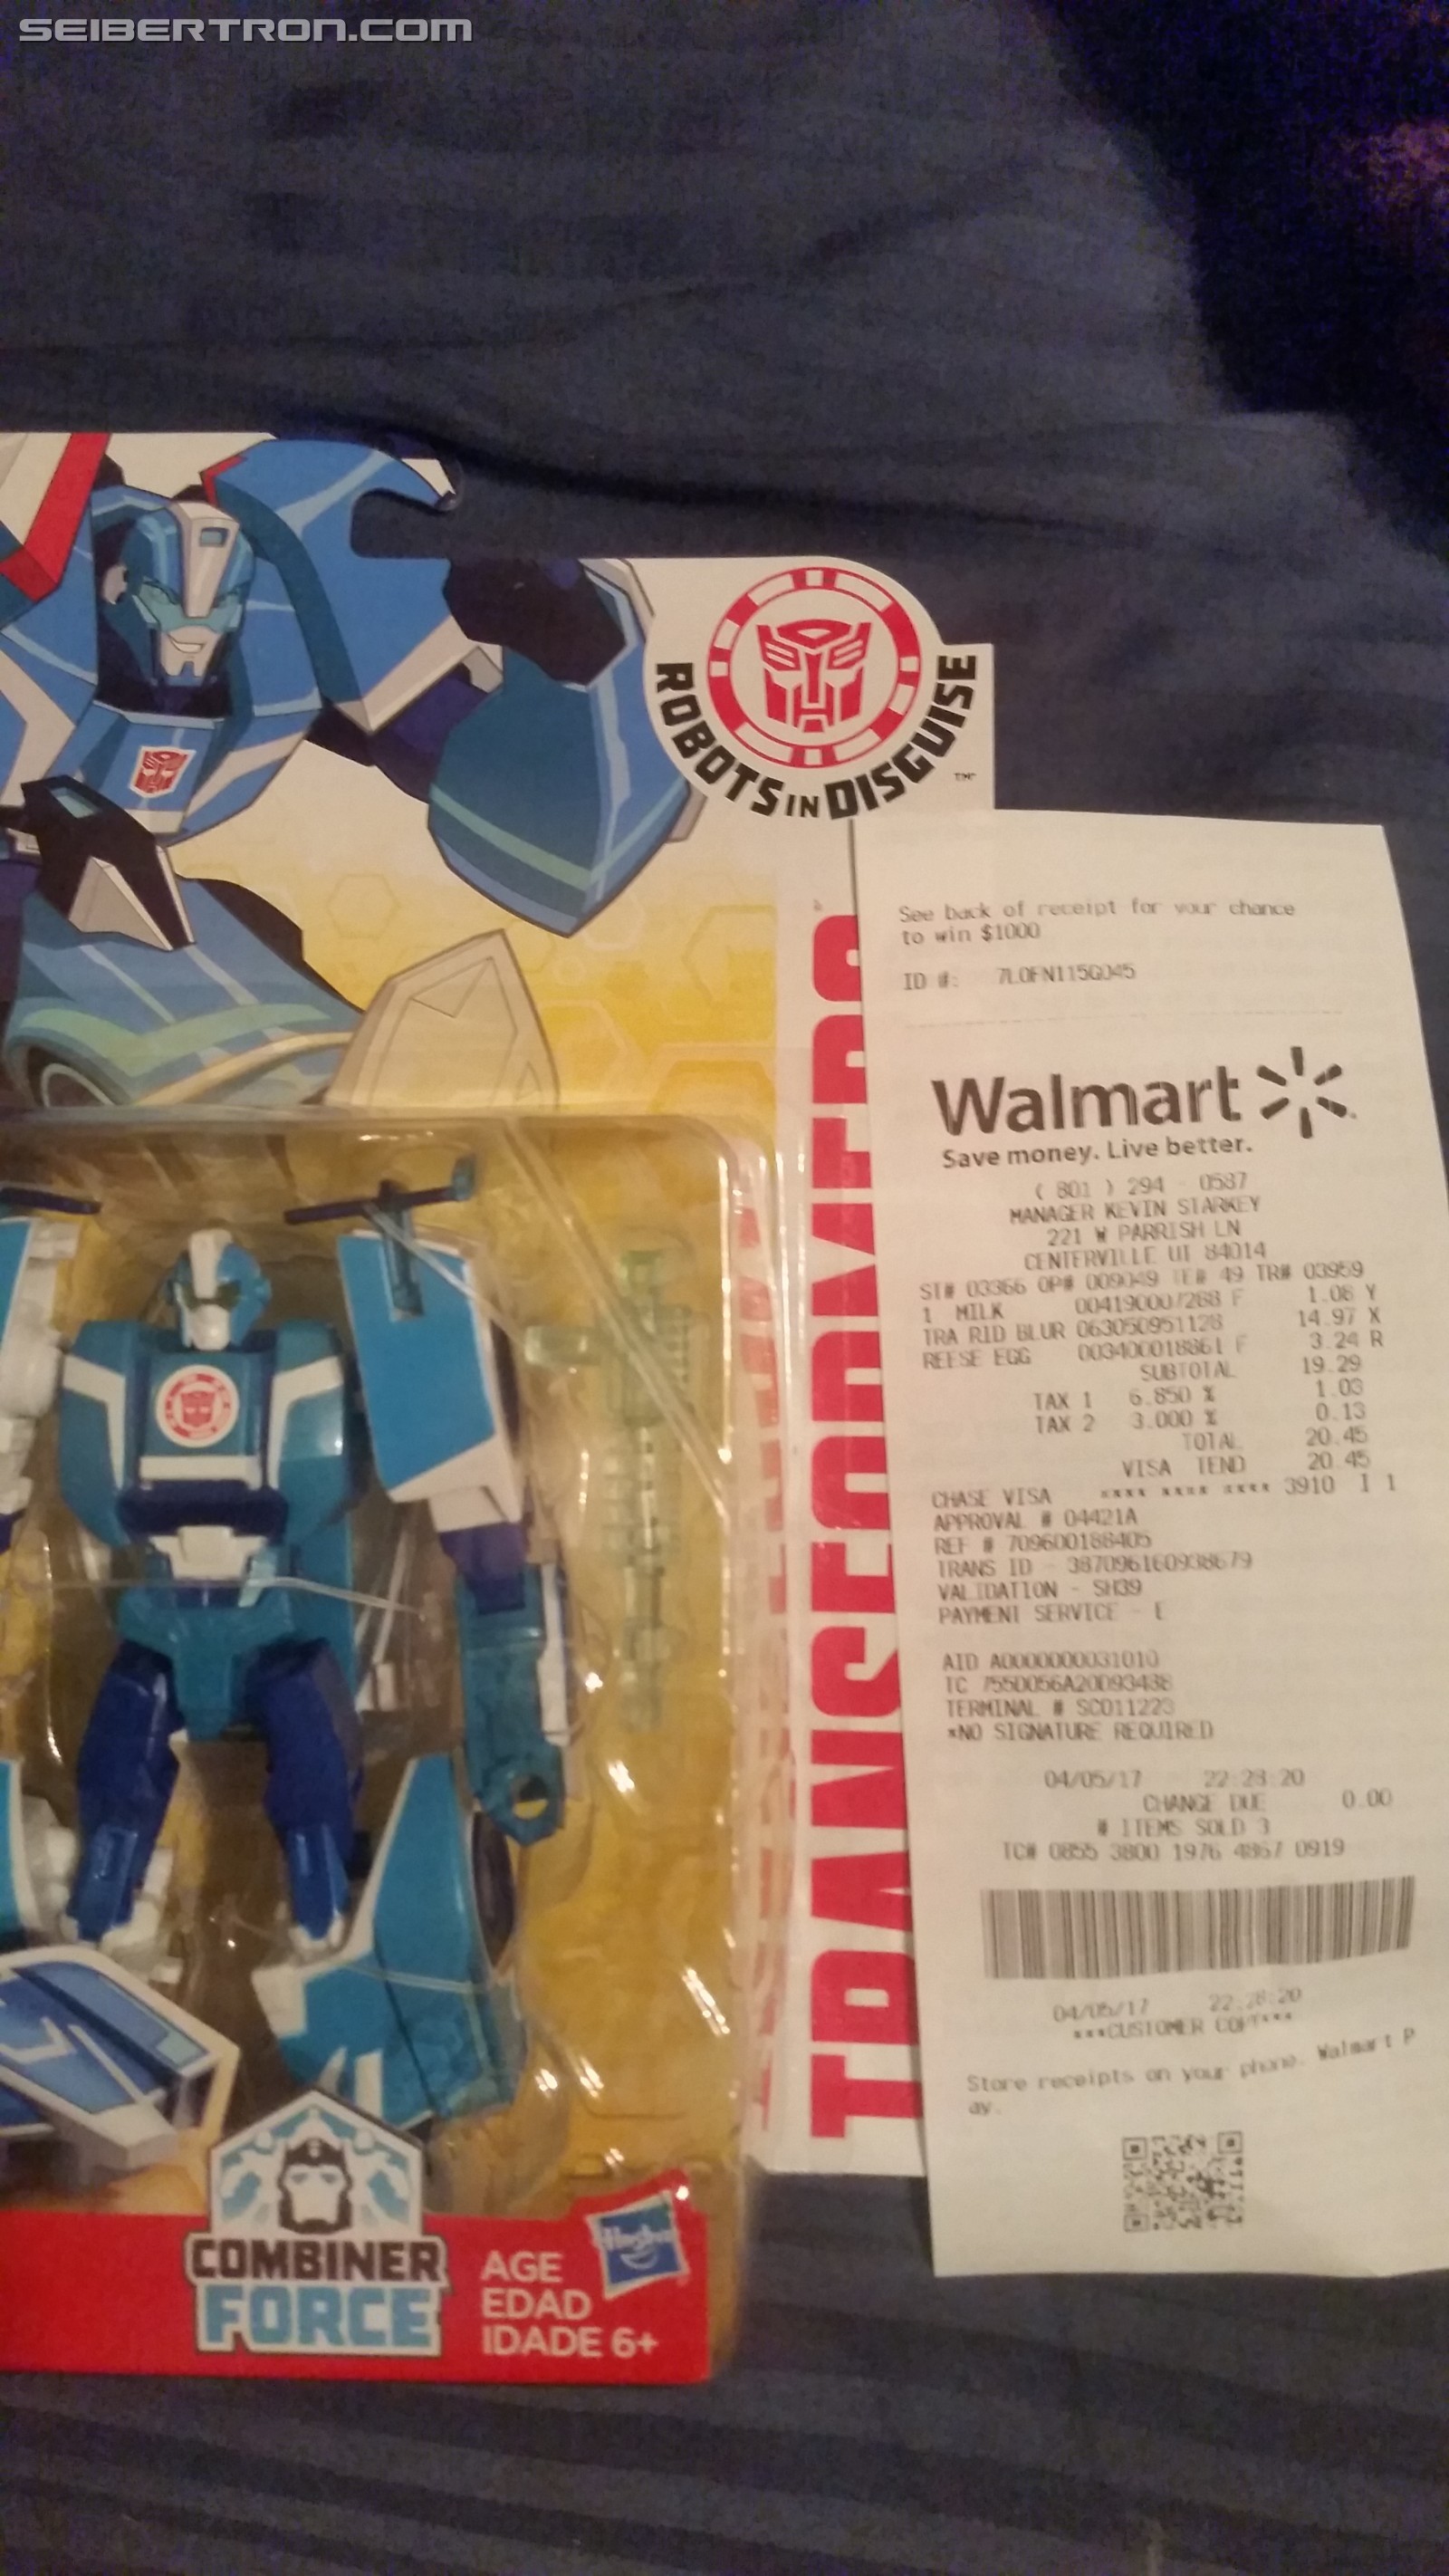 SEIBERTRON.COM
ROBOTS IN DISGUISE
TM
TRANSFORMERS
COMBINER
FORCE
AGE
EDAD
IDADE 6+
Hasbro
See back of receipt for your chance
to win $1000
ID #: 7L0FN115QJ45
Walmart
Save money. Live better.
( 801 ) 294 - 0587
MANAGER KEVIN STARKEY
221 W PARRISH LN
CENTERVILLE UT 84014
ST# 03366 OP# 009049 TE# 49 TR# 03959
1 MILK 004190007288 F 1.08 Y
TRA RID BLUR 063050951128 14.97 X
REESE EGG 003400018861 F 3.24 R
SUBTOTAL 19.29
TAX 1 6.850 % 1.03
TAX 2 3.000 % 0.13
TOTAL 20.45
VISA TEND 20.45
CHASE VISA **** **** **** 3910 I 1
APPROVAL # 04421A
REF # 709600188405
TRANS ID - 387096160938679
VALIDATION - SH39
PAYMENT SERVICE - E
AID A0000000031010
TC 755D056A20D93438
TERMINAL # SC011223
*NO SIGNATURE REQUIRED
04/05/17 22:28:20
CHANGE DUE 0.00
# ITEMS SOLD 3
TC# 0855 3800 1976 4867 0919
04/05/17 22:28:20
***CUSTOMER COPY***
Store receipts on your phone. Walmart P
ay.